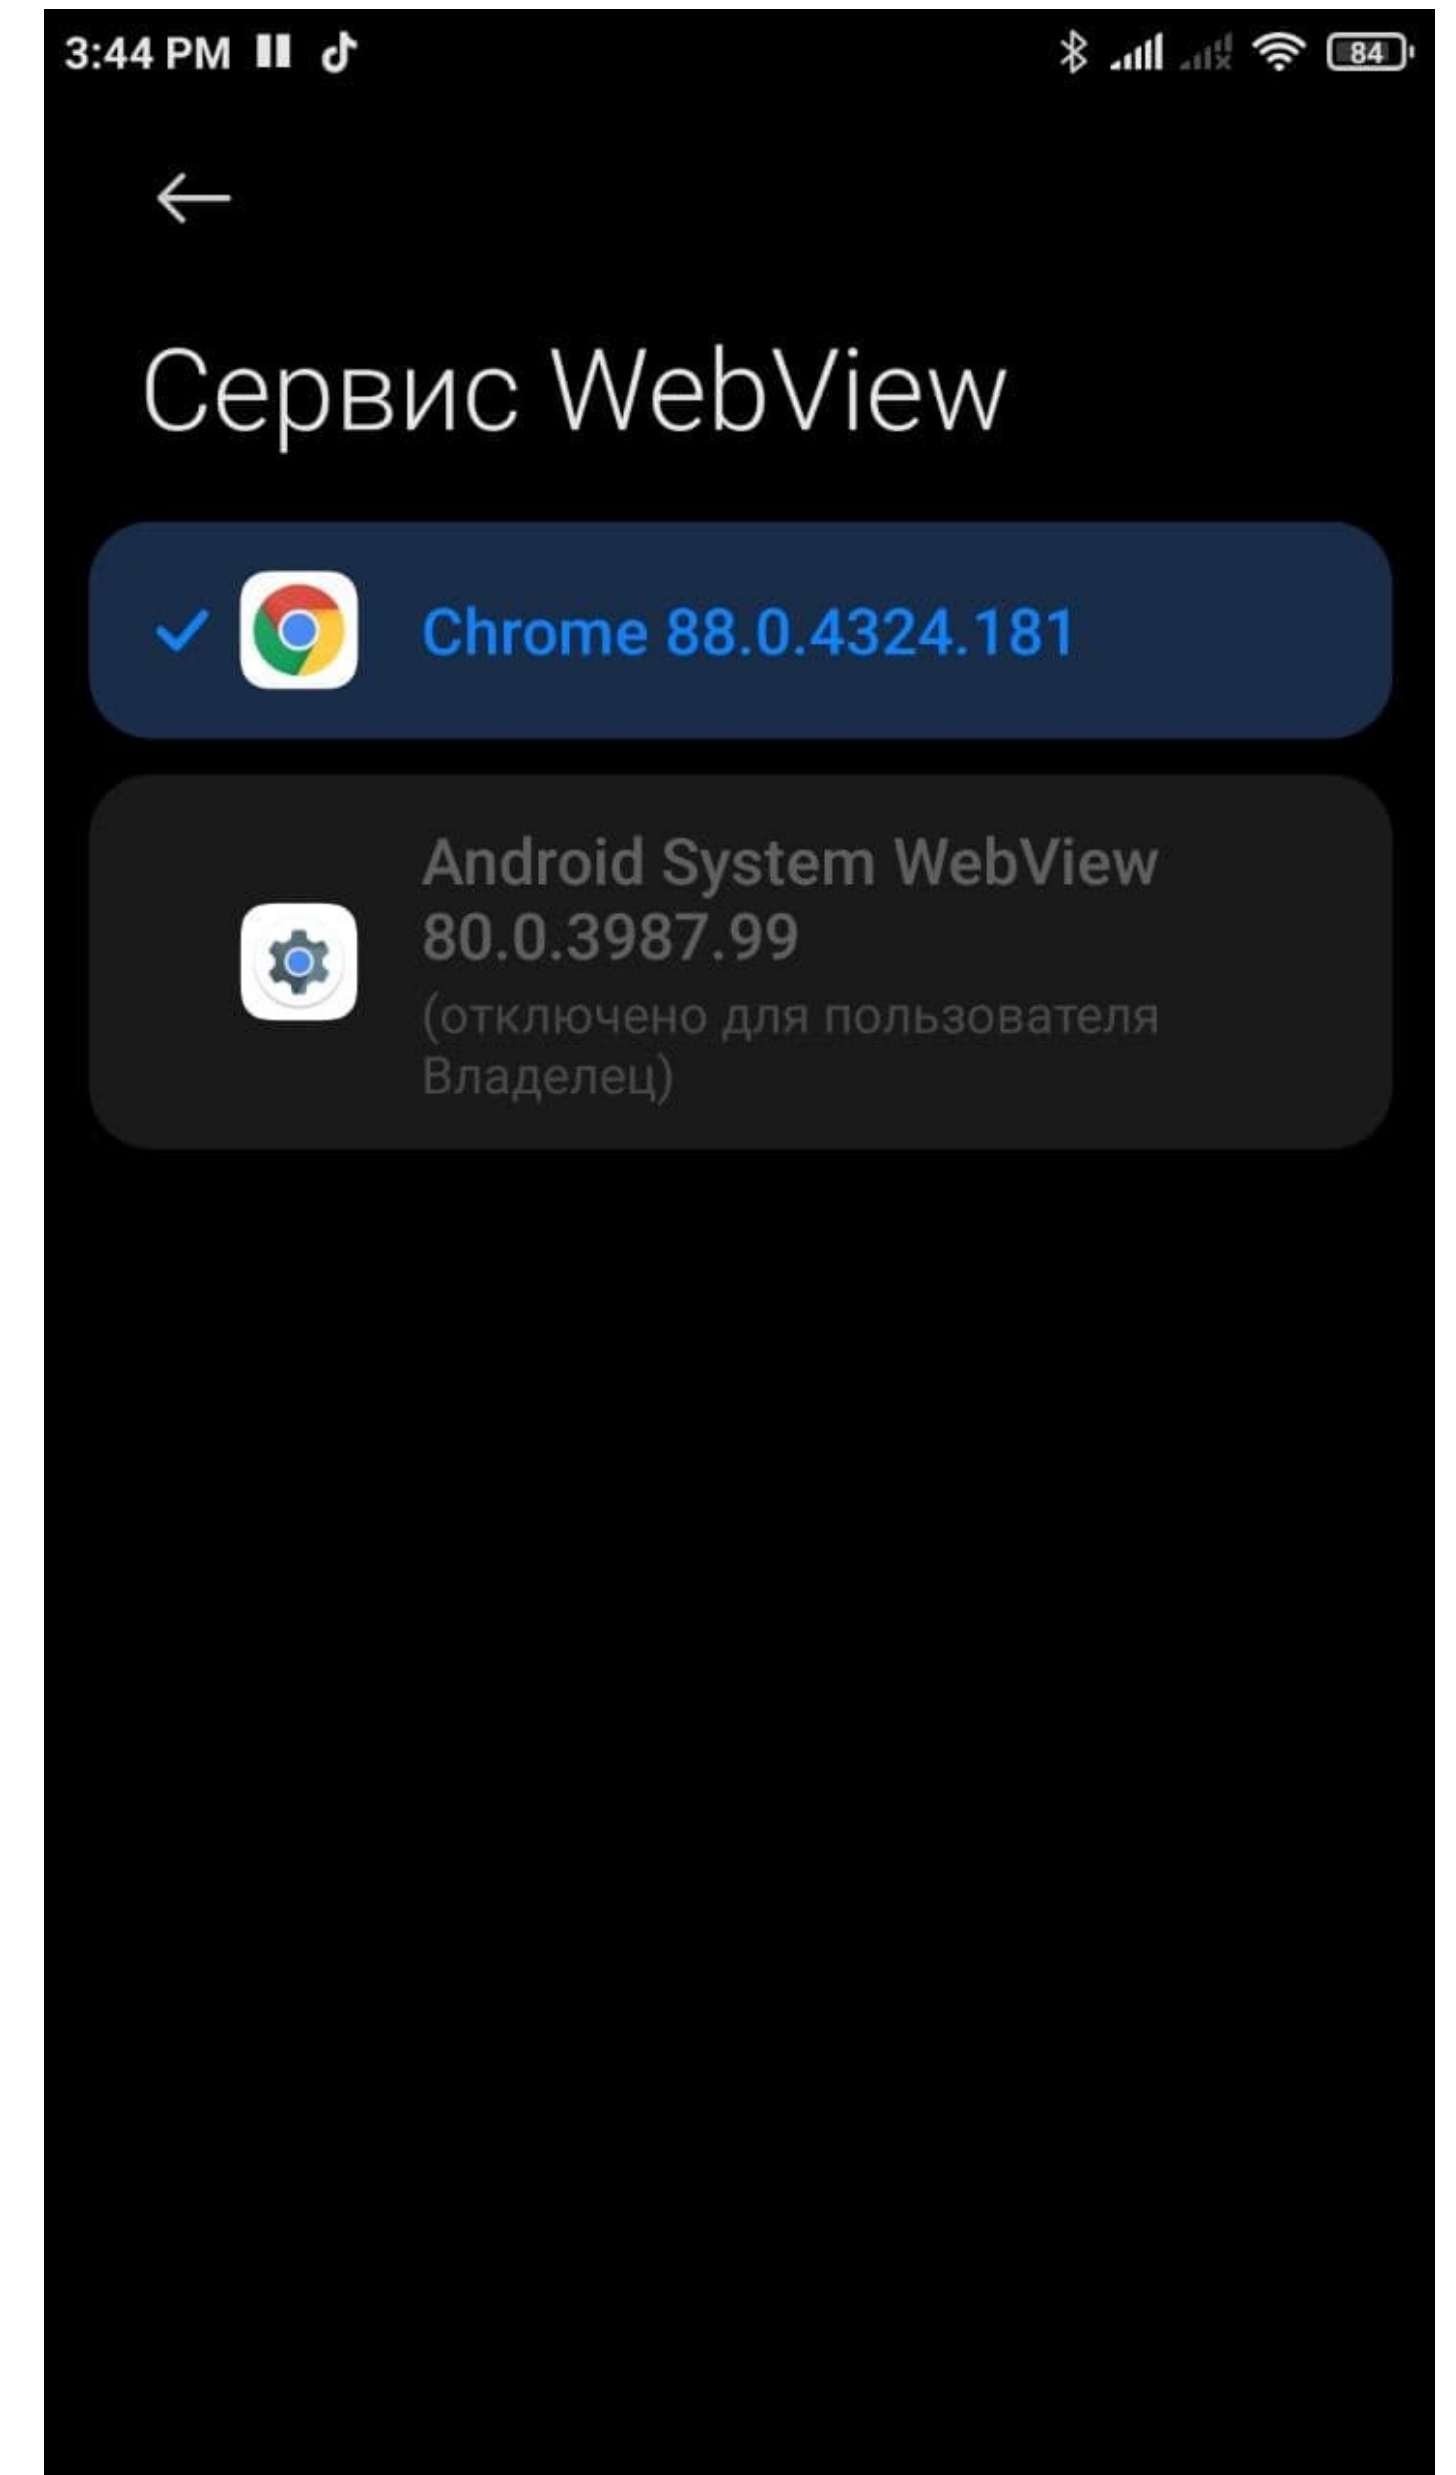 3:44 PM
84
Сервис WebView
Chrome 88.0.4324.181
Android System WebView
80.0.3987.99
(отключено для пользователя
Владелец)